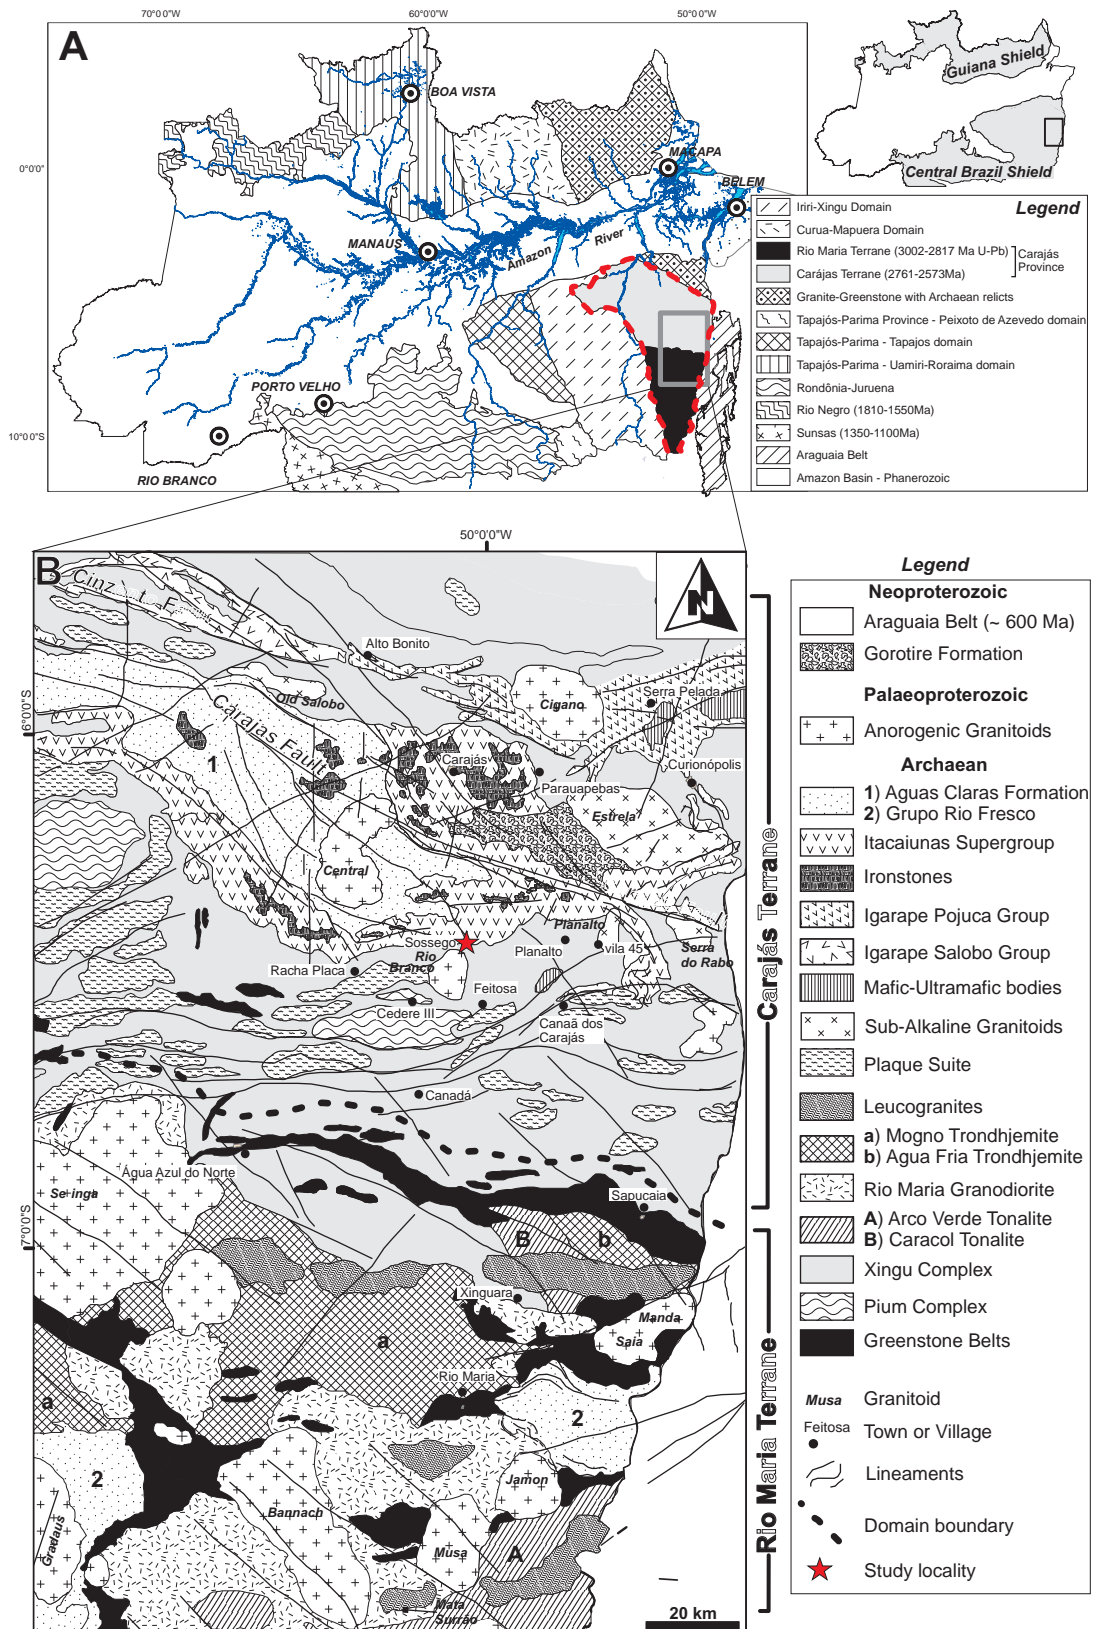 70°0'0"W
60°0'0"W
50°0'0"W
A
Guiana Shield
Central Brazil Shield
0°0'0"
10°0'0"S
BOA VISTA
MACAPA
BELEM
MANAUS
Amazon
River
PORTO VELHO
RIO BRANCO
Legend
Iriri-Xingu Domain
Curua-Mapuera Domain
Rio Maria Terrane (3002-2817 Ma U-Pb)
Carájas Terrane (2761-2573Ma)
Carajás
Province
Granite-Greenstone with Archaean relicts
Tapajós-Parima Province - Peixoto de Azevedo domain
Tapajós-Parima - Tapajos domain
Tapajós-Parima - Uamiri-Roraima domain
Rondônia-Juruena
Rio Negro (1810-1550Ma)
Sunsas (1350-1100Ma)
Araguaia Belt
Amazon Basin - Phanerozoic
50°0'0"W
B
N
6°0'0"S
7°0'0"S
Alto Bonito
Old Salobo
Carajas Fault
1
Cigano
Serra Pelada
Carajás
Curionópolis
Parauapebas
Estrela
Central
Sossego
Rio
Branco
Planalto
Planalto
vila 45
Serra
do Rabo
Racha Placa
Feitosa
Cedere III
Canaã dos
Carajás
Canadá
Água Azul do Norte
Sapucaia
B
b
Xinguara
Manda
Saia
a
Rio Maria
a
2
2
Jamon
Bannach
Gradaus
Musa
A
Mata
Surrão
20 km
Carajás Terrane
Rio Maria Terrane
Legend
Neoproterozoic
Araguaia Belt (~ 600 Ma)
Gorotire Formation
Palaeoproterozoic
Anorogenic Granitoids
Archaean
1) Aguas Claras Formation
2) Grupo Rio Fresco
Itacaiunas Supergroup
Ironstones
Igarape Pojuca Group
Igarape Salobo Group
Mafic-Ultramafic bodies
Sub-Alkaline Granitoids
Plaque Suite
Leucogranites
a) Mogno Trondhjemite
b) Agua Fria Trondhjemite
Rio Maria Granodiorite
A) Arco Verde Tonalite
B) Caracol Tonalite
Xingu Complex
Pium Complex
Greenstone Belts
Musa Granitoid
Feitosa Town or Village
Lineaments
Domain boundary
Study locality